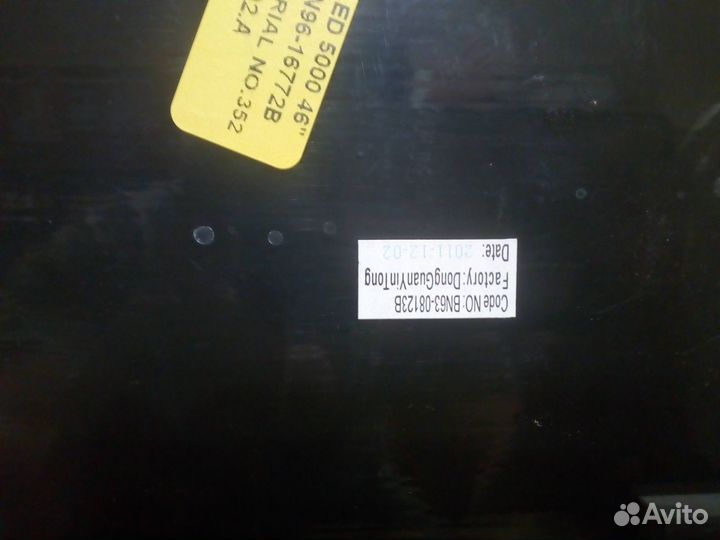 ED 5000 46"
N96-16772B
RIAL NO.352
2.A
Code NO:BN63-08123B
Factory:DongGuanYinTong
Date: 2011-12-02
Avito